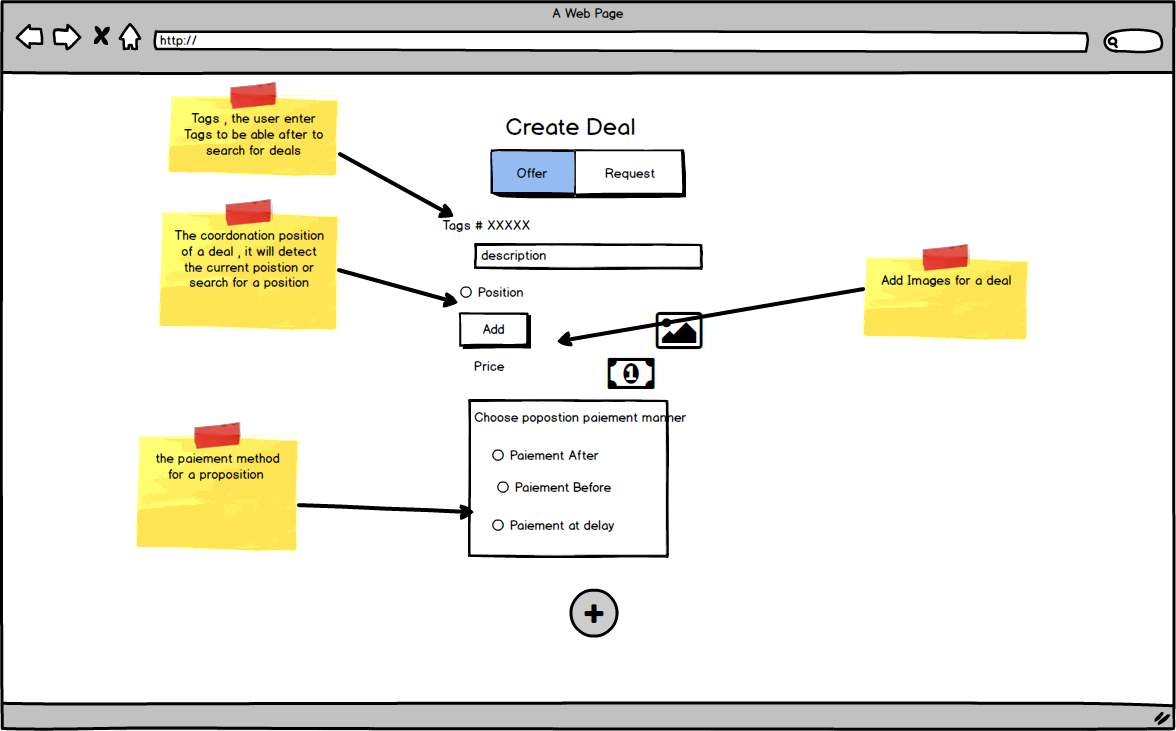 A Web Page
http://
Tags , the user enter
Tags to be able after to
search for deals
Create Deal
Offer
Request
Tags # XXXXX
The coordonation position
of a deal , it will detect
the current poistion or
search for a position
description
Add Images for a deal
Position
Add
Price
1
Choose popostion paiement manner
the paiement method
for a proposition
Paiement After
Paiement Before
Paiement at delay